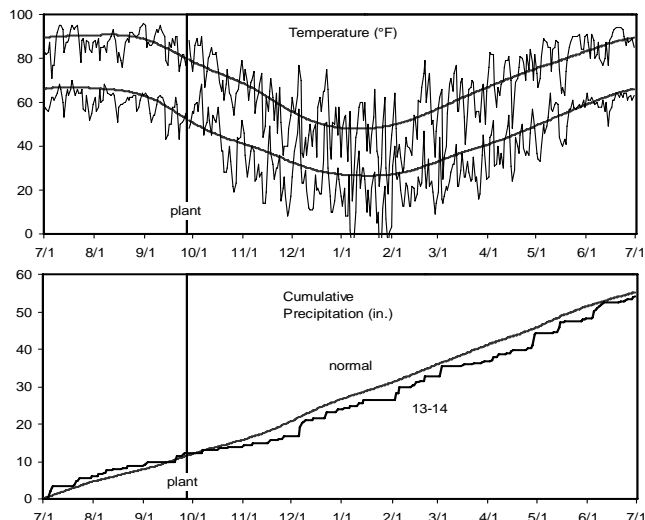 100
Temperature (°F)
80
60
40
20
plant
0
7/1 8/1 9/1 10/1 11/1 12/1 1/1 2/1 3/1 4/1 5/1 6/1 7/1
60
Cumulative
Precipitation (in.)
50
40
normal
30
13-14
20
10
plant
0
7/1 8/1 9/1 10/1 11/1 12/1 1/1 2/1 3/1 4/1 5/1 6/1 7/1